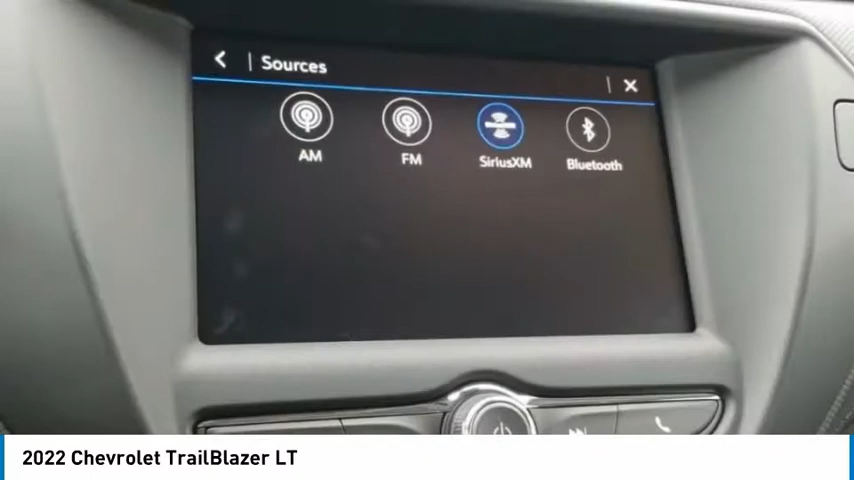 Sources
AM FM SiriusXM Bluetooth
2022 Chevrolet TrailBlazer LT